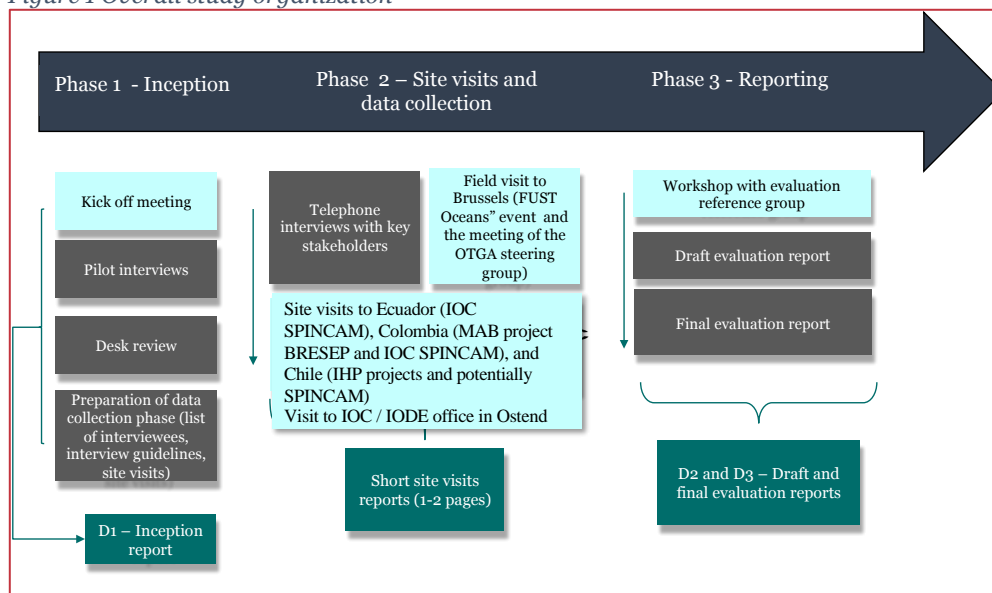 Figure 1 Overall study organization
Phase 1 - Inception
Phase 2 – Site visits and
data collection
Phase 3 - Reporting
Kick off meeting
Pilot interviews
Desk review
Preparation of data
collection phase (list
of interviewees,
interview guidelines,
site visits)
D1 – Inception
report
Telephone
interviews with key
stakeholders
Field visit to
Brussels (FUST
Oceans” event and
the meeting of the
OTGA steering
group)
Site visits to Ecuador (IOC
SPINCAM), Colombia (MAB project
BRESEP and IOC SPINCAM), and
Chile (IHP projects and potentially
SPINCAM)
Visit to IOC / IODE office in Ostend
Short site visits
reports (1-2 pages)
Workshop with evaluation
reference group
Draft evaluation report
Final evaluation report
D2 and D3 – Draft and
final evaluation reports